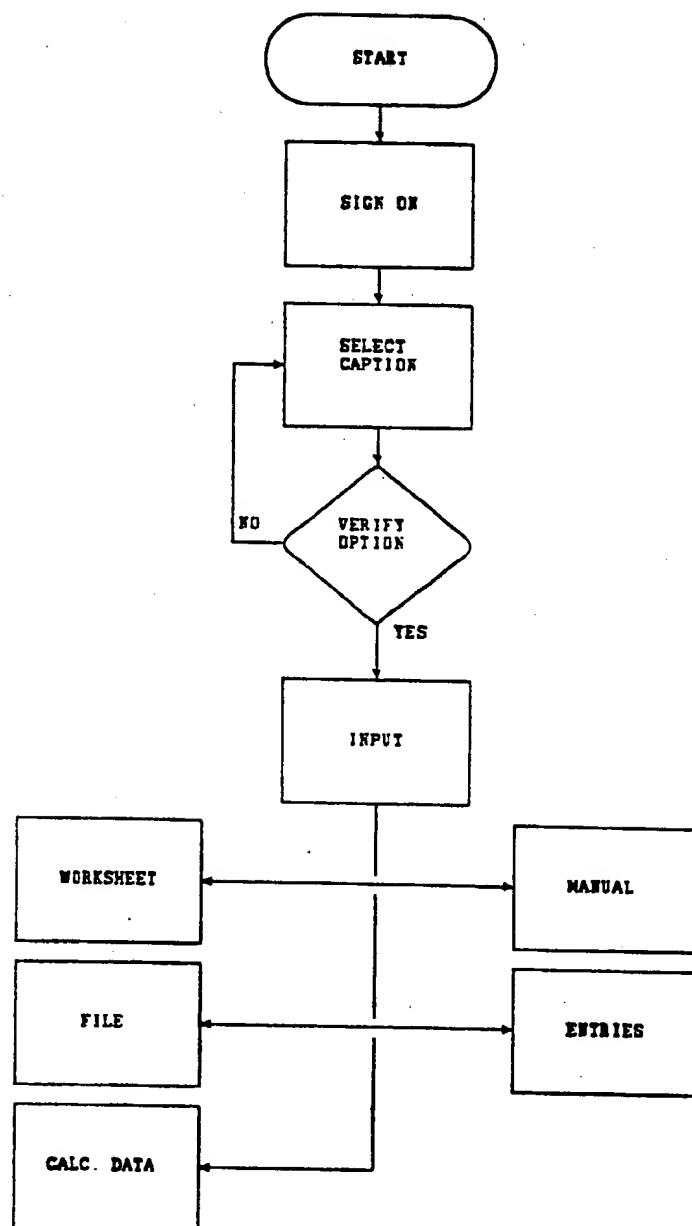 START
SIGN ON
SELECT
CAPTION
VERIFY
OPTION
NO
YES
INPUT
WORKSHEET
MANUAL
FILE
ENTRIES
CALC. DATA